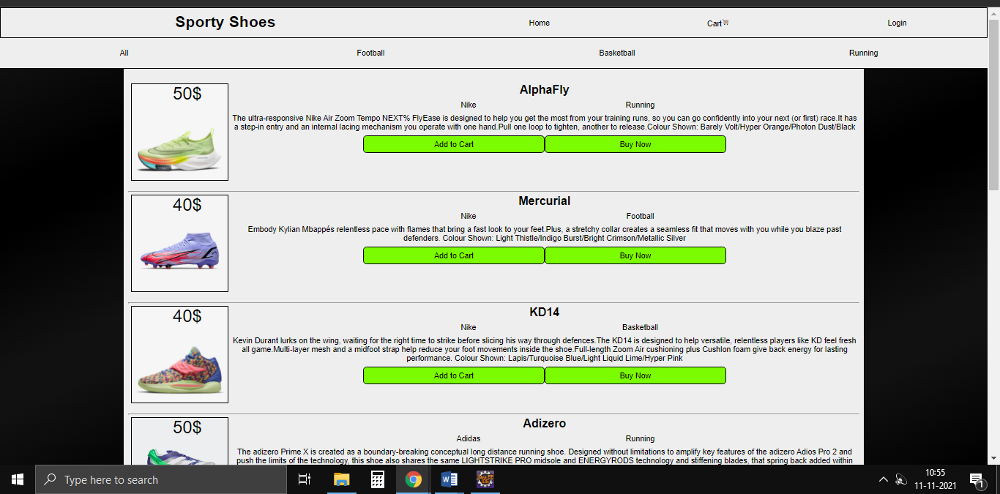 Sporty Shoes
Home
Cart
Login
All
Football
Basketball
Running
50$
AlphaFly
Nike
Running
The ultra-responsive Nike Air Zoom Tempo NEXT% FlyEase is designed to help you get the most from your training runs, so you can go confidently into your next (or first) race.It has
a step-in entry and an internal lacing mechanism you operate with one hand.Pull one loop to tighten, another to release.Colour Shown: Barely Volt/Hyper Orange/Photon Dust/Black
Add to Cart
Buy Now
40$
Mercurial
Nike
Football
Embody Kylian Mbappés relentless pace with flames that bring a fast look to your feet.Plus, a stretchy collar creates a seamless fit that moves with you while you blaze past
defenders. Colour Shown: Light Thistle/Indigo Burst/Bright Crimson/Metallic Silver
Add to Cart
Buy Now
40$
KD14
Nike
Basketball
Kevin Durant lurks on the wing, waiting for the right time to strike before slicing his way through defences.The KD14 is designed to help versatile, relentless players like KD feel fresh
all game.Multi-layer mesh and a midfoot strap help reduce your foot movements inside the shoe.Full-length Zoom Air cushioning plus Cushlon foam give back energy for lasting
performance. Colour Shown: Lapis/Turquoise Blue/Light Liquid Lime/Hyper Pink
Add to Cart
Buy Now
50$
Adizero
Adidas
Running
The adizero Prime X is created as a boundary-breaking conceptual long distance running shoe. Designed without limitations to amplify key features of the adizero Adios Pro 2 and
push the limits of the technology, this shoe also shares the same LIGHTSTRIKE PRO midsole and ENERGYRODS technology and stiffening blades, that spring back added within
Type here to search
10:55
11-11-2021
1